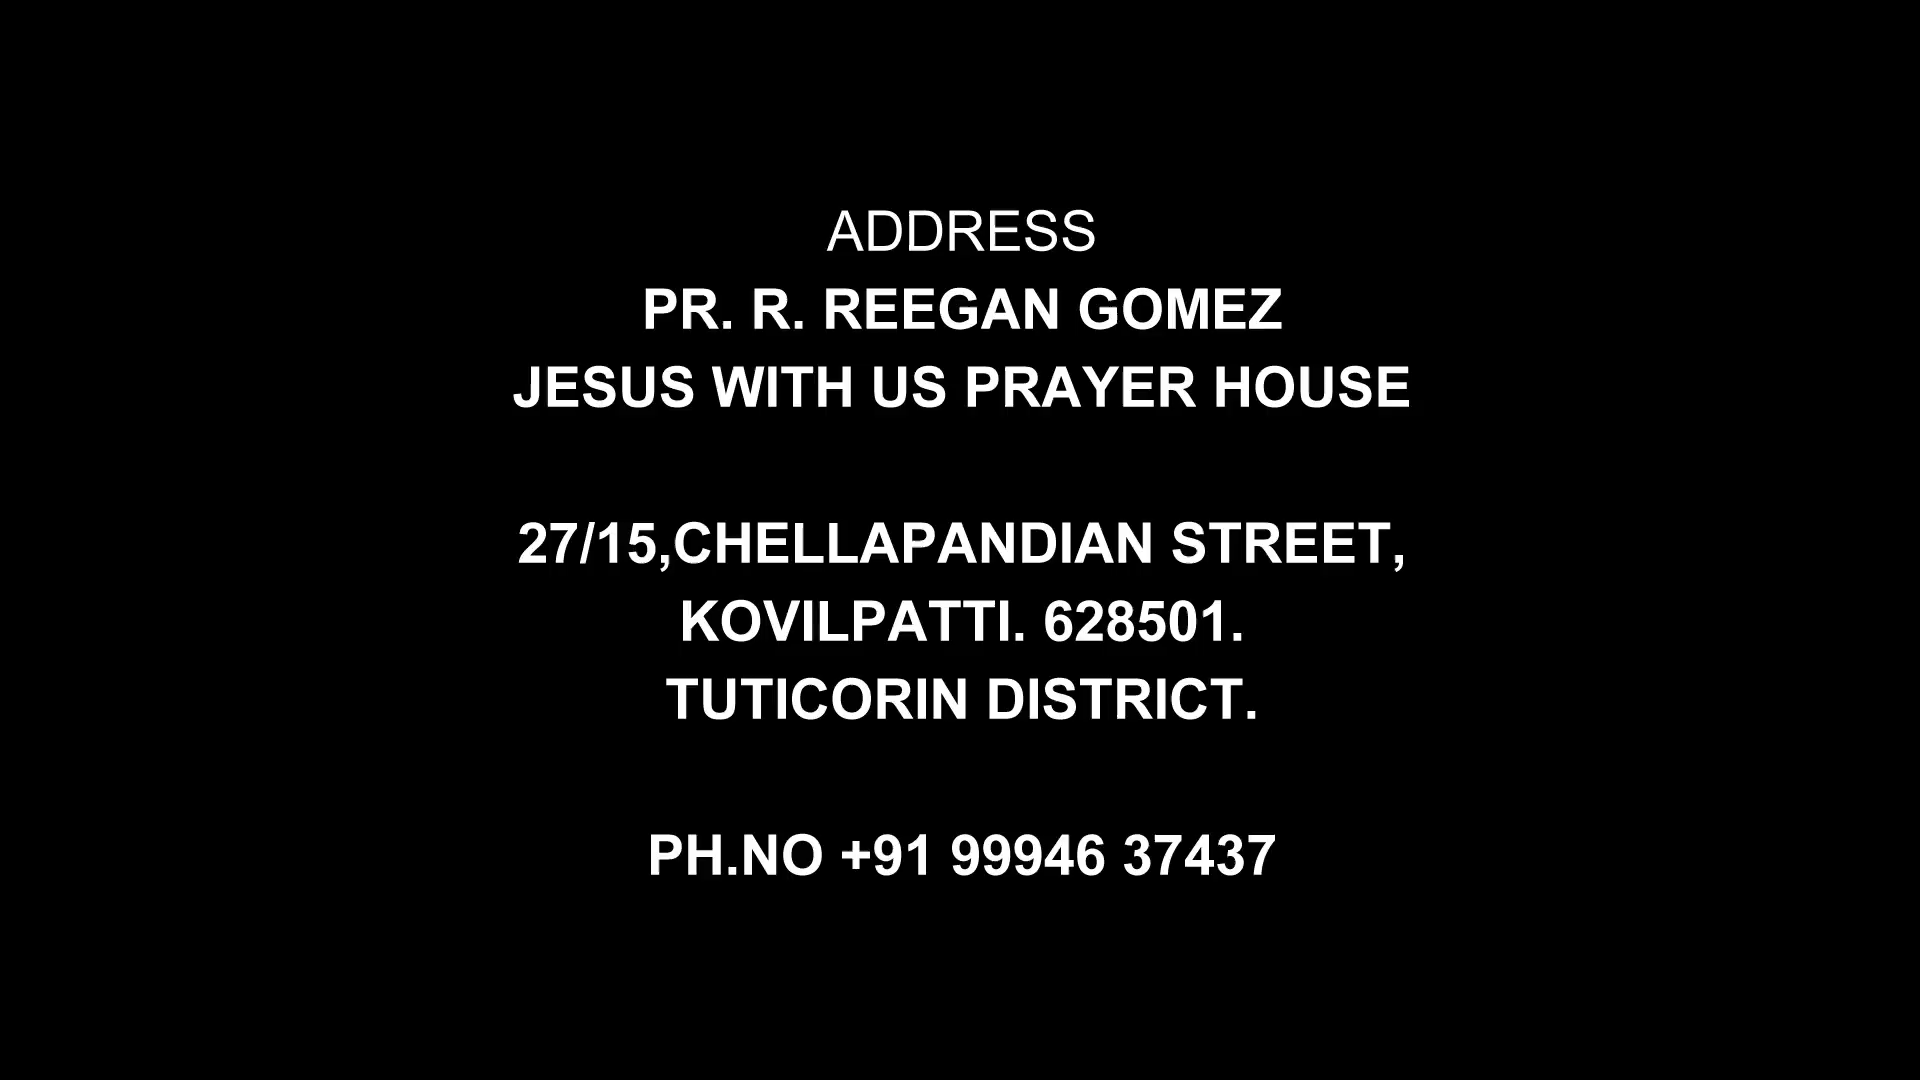 ADDRESS
PR. R. REEGAN GOMEZ
JESUS WITH US PRAYER HOUSE
27/15,CHELLAPANDIAN STREET,
KOVILPATTI. 628501.
TUTICORIN DISTRICT.
PH.NO +91 99946 37437